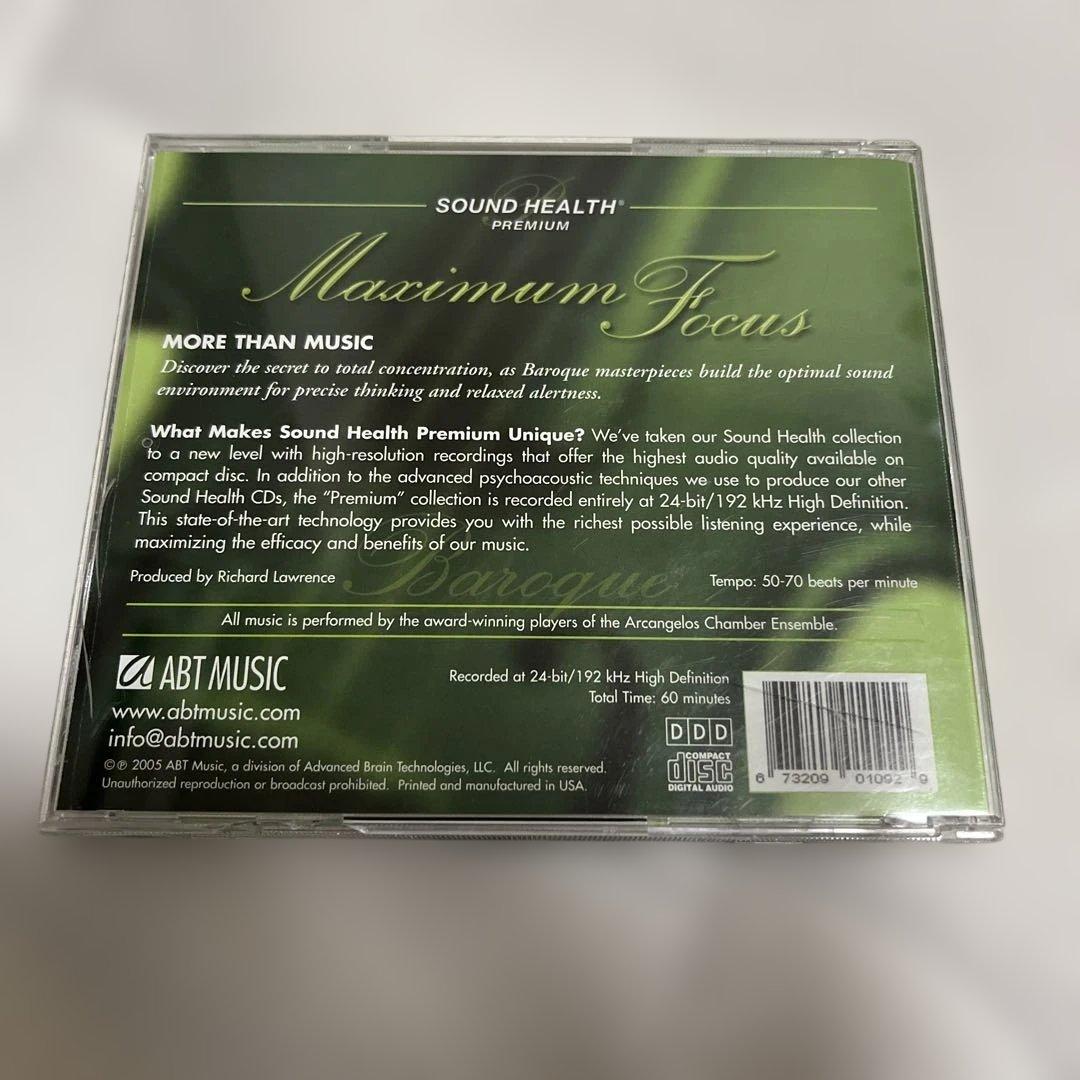 SOUND HEALTH®
PREMIUM
Maximum Focus
MORE THAN MUSIC
Discover the secret to total concentration, as Baroque masterpieces build the optimal sound
environment for precise thinking and relaxed alertness.
What Makes Sound Health Premium Unique? We've taken our Sound Health collection
to a new level with high-resolution recordings that offer the highest audio quality available on
compact disc. In addition to the advanced psychoacoustic techniques we use to produce our other
Sound Health CDs, the "Premium" collection is recorded entirely at 24-bit/192 kHz High Definition.
This state-of-the-art technology provides you with the richest possible listening experience, while
maximizing the efficacy and benefits of our music.
Baroque
Produced by Richard Lawrence
Tempo: 50-70 beats per minute
All music is performed by the award-winning players of the Arcangelos Chamber Ensemble.
a ABT MUSIC
www.abtmusic.com
info@abtmusic.com
Recorded at 24-bit/192 kHz High Definition
Total Time: 60 minutes
DDD
COMPACT
disc
DIGITAL AUDIO
6 73209 01092 9
©℗ 2005 ABT Music, a division of Advanced Brain Technologies, LLC. All rights reserved.
Unauthorized reproduction or broadcast prohibited. Printed and manufactured in USA.